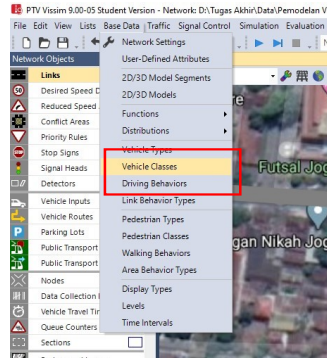 PTV Vissim 9.00-05 Student Version - Network: D:\Tugas Akhir\Data\Pemodelan V
File Edit View Lists Base Data Traffic Signal Control Simulation Evaluation
Network Objects
Links
Desired Speed D
Reduced Speed
Conflict Areas
Priority Rules
Stop Signs
Signal Heads
Detectors
Vehicle Inputs
Vehicle Routes
Parking Lots
Public Transport
Public Transport
Nodes
Data Collection
Vehicle Travel Tir
Queue Counters
Sections
Network Settings
User-Defined Attributes
2D/3D Model Segments
2D/3D Models
Functions
Distributions
Vehicle Types
Vehicle Classes
Driving Behaviors
Link Behavior Types
Pedestrian Types
Pedestrian Classes
Walking Behaviors
Area Behavior Types
Display Types
Levels
Time Intervals
re
Futsal Jog
gan Nikah Jog